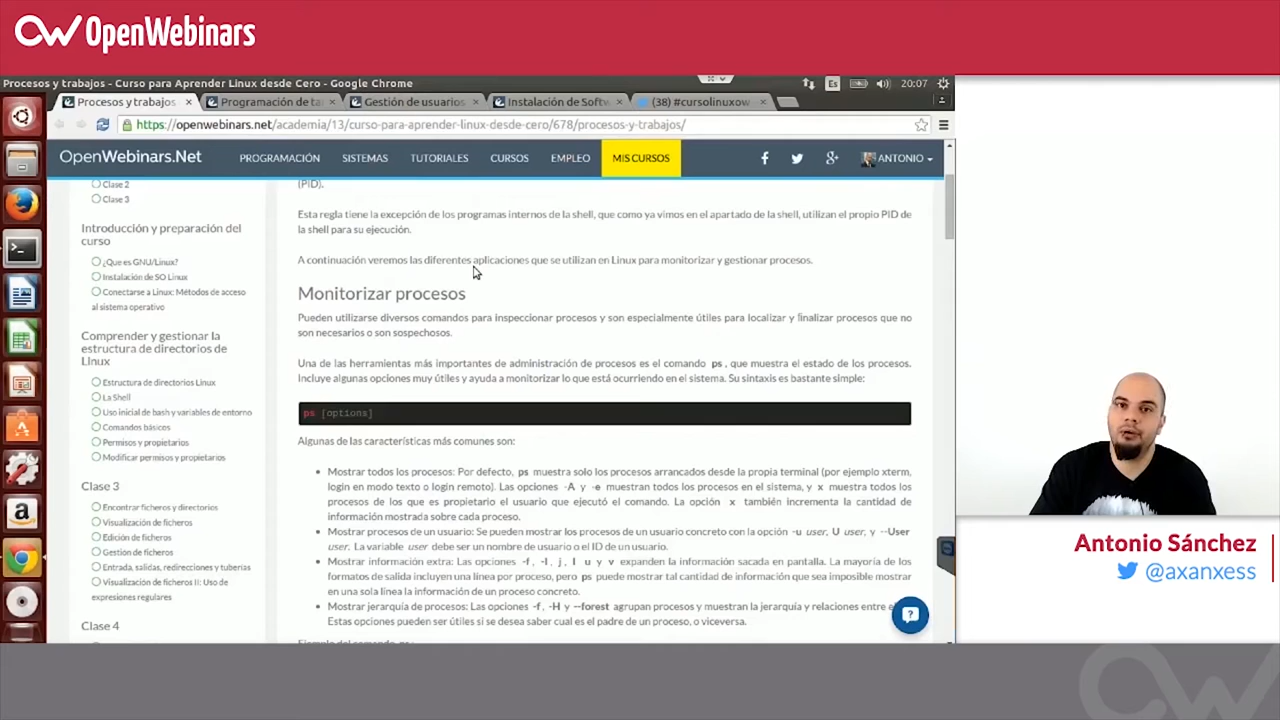 OpenWebinars
Procesos y trabajos - Curso para Aprender Linux desde Cero - Google Chrome
Es
20:07
Procesos y trabajos
Programación de ta
Gestión de usuarios
Instalación de Softw
(38) #cursolinuxow
https://openwebinars.net/academia/13/curso-para-aprender-linux-desde-cero/678/procesos-y-trabajos/
OpenWebinars.Net
PROGRAMACIÓN
SISTEMAS
TUTORIALES
CURSOS
EMPLEO
MIS CURSOS
ANTONIO
Clase 2
Clase 3
Introducción y preparación del
curso
¿Que es GNU/Linux?
Instalación de SO Linux
Conectarse a Linux: Métodos de acceso
al sistema operativo
Comprender y gestionar la
estructura de directorios de
Linux
Estructura de directorios Linux
La Shell
Uso inicial de bash y variables de entorno
Comandos básicos
Permisos y propietarios
Modificar permisos y propietarios
Clase 3
Encontrar ficheros y directorios
Visualización de ficheros
Edición de ficheros
Gestion de ficheros
Entrada, salidas, redirecciones y tuberias
Visualización de ficheros II: Uso de
expresiones regulares
Clase 4
(PID).
Esta regla tiene la excepción de los programas internos de la shell, que como ya vimos en el apartado de la shell, utilizan el propio PID de
la shell para su ejecución.
A continuación veremos las diferentes aplicaciones que se utilizan en Linux para monitorizar y gestionar procesos.
Monitorizar procesos
Pueden utilizarse diversos comandos para inspeccionar procesos y son especialmente útiles para localizar y finalizar procesos que no
son necesarios o son sospechosos.
Una de las herramientas más importantes de administración de procesos es el comando ps, que muestra el estado de los procesos.
Incluye algunas opciones muy útiles y ayuda a monitorizar lo que está ocurriendo en el sistema. Su sintaxis es bastante simple:
ps [options]
Algunas de las características más comunes son:
Mostrar todos los procesos: Por defecto, ps muestra solo los procesos arrancados desde la propia terminal (por ejemplo xterm,
login en modo texto o login remoto). Las opciones -A y -e muestran todos los procesos en el sistema, y x muestra todos los
procesos de los que es propietario el usuario que ejecutó el comando. La opción x también incrementa la cantidad de
información mostrada sobre cada proceso.
Mostrar procesos de un usuario: Se pueden mostrar los procesos de un usuario concreto con la opción -u user, U user, y --User
user. La variable user debe ser un nombre de usuario o el ID de un usuario.
Mostrar información extra: Las opciones -f, -l, j, l u y v expanden la información sacada en pantalla. La mayoría de los
formatos de salida incluyen una línea por proceso, pero ps puede mostrar tal cantidad de información que sea imposible mostrar
en una sola línea la información de un proceso concreto.
Mostrar jerarquía de procesos: Las opciones -f, -H y --forest agrupan procesos y muestran la jerarquía y relaciones entre e
Estas opciones pueden ser útiles si se desea saber cual es el padre de un proceso, o viceversa.
Ejemplo del comando ps:
Antonio Sánchez
@axanxess